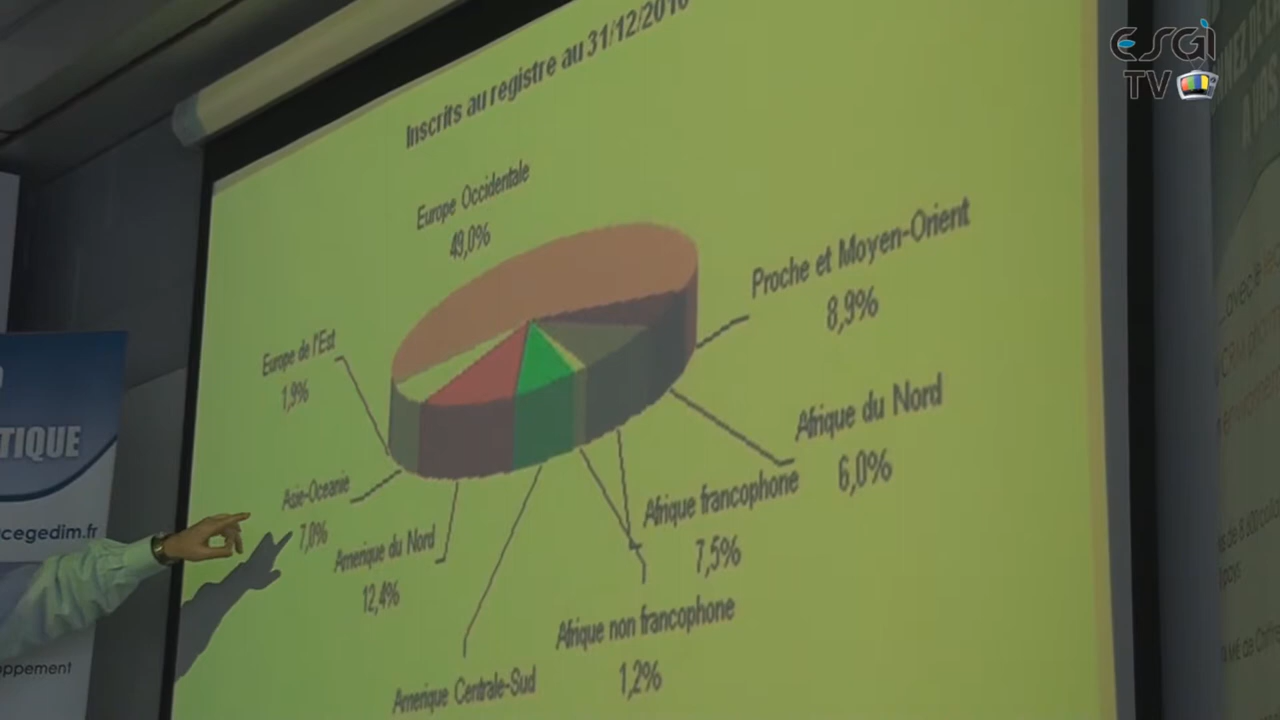 ESGI
TV
Inscrits au registre au 31/12/2010
Europe Occidentale
49,0%
Proche et Moyen-Orient
8,9%
Europe de l'Est
1,9%
Afrique du Nord
6,0%
Asie-Oceanie
7,0%
Afrique francophone
7,5%
Amerique du Nord
12,4%
Afrique non francophone
1,2%
Amerique Centrale-Sud
TIQUE
cegedim.fr
oppement